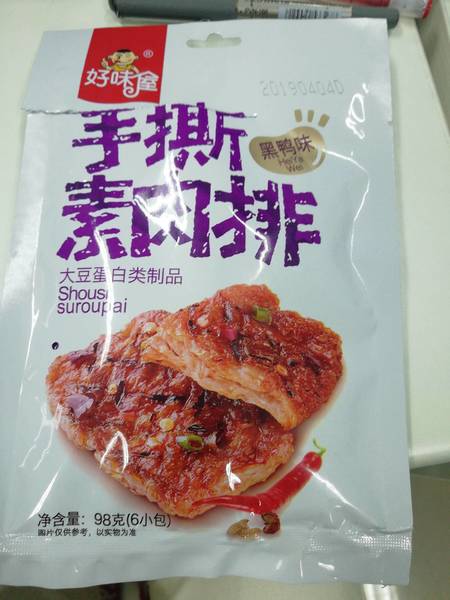 好味屋
®
20190404D
手撕
素肉排
黑鸭味
HeiYa
Wei
大豆蛋白类制品
Shousi
suroupai
净含量：98克(6小包)
图片仅供参考，以实物为准